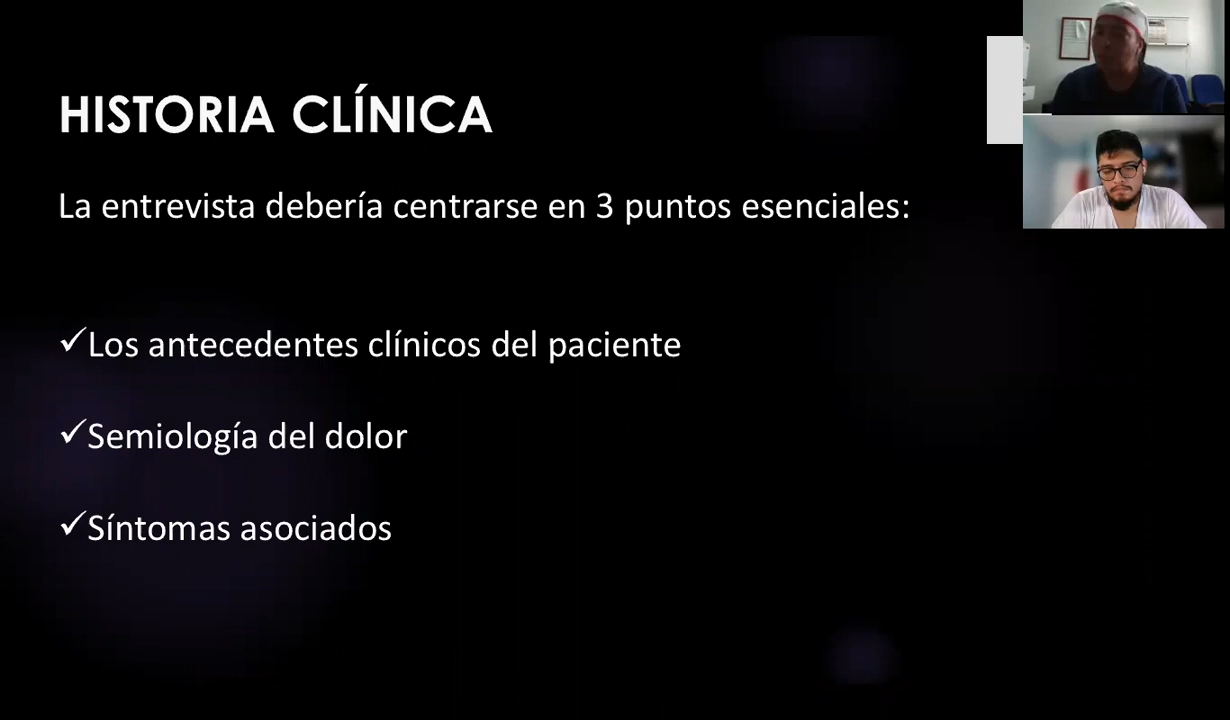 HISTORIA CLÍNICA
La entrevista debería centrarse en 3 puntos esenciales:
✓Los antecedentes clínicos del paciente
✓Semiología del dolor
✓Síntomas asociados